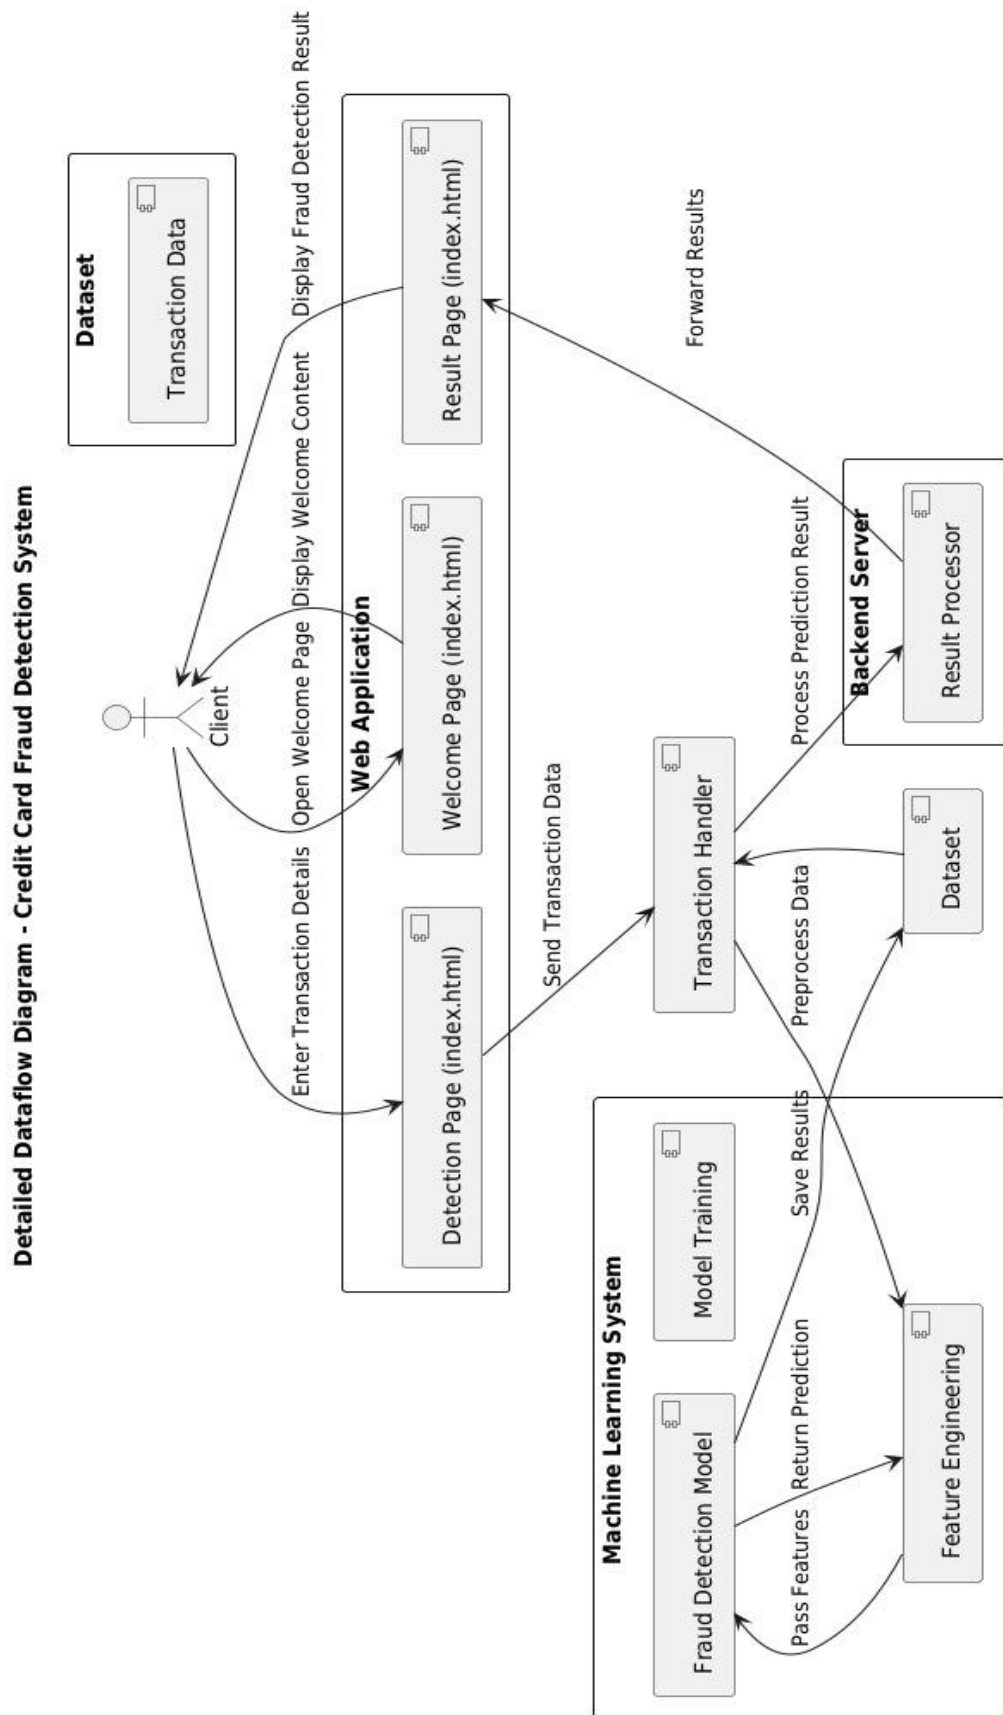 Detailed Dataflow Diagram - Credit Card Fraud Detection System
Client
Dataset
Transaction Data
Enter Transaction Details
Open Welcome Page
Display Welcome Content
Display Fraud Detection Result
Web Application
Detection Page (index.html)
Welcome Page (index.html)
Result Page (index.html)
Send Transaction Data
Forward Results
Machine Learning System
Fraud Detection Model
Model Training
Transaction Handler
Pass Features
Return Prediction
Save Results
Preprocess Data
Process Prediction Result
Backend Server
Feature Engineering
Dataset
Result Processor